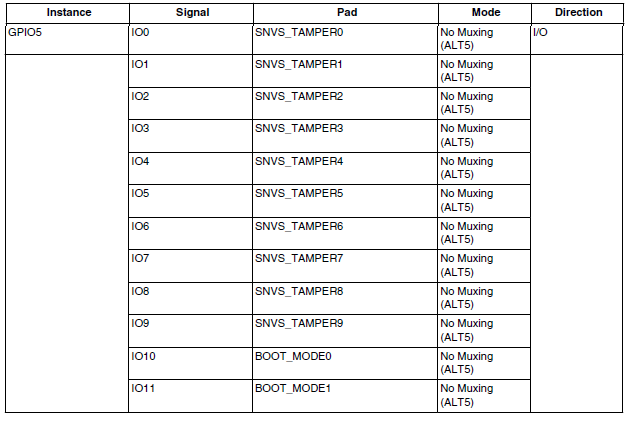 Instance Signal Pad Mode Direction
GPIO5 IO0 SNVS_TAMPER0 No Muxing I/O
(ALT5)
IO1 SNVS_TAMPER1 No Muxing
(ALT5)
IO2 SNVS_TAMPER2 No Muxing
(ALT5)
IO3 SNVS_TAMPER3 No Muxing
(ALT5)
IO4 SNVS_TAMPER4 No Muxing
(ALT5)
IO5 SNVS_TAMPER5 No Muxing
(ALT5)
IO6 SNVS_TAMPER6 No Muxing
(ALT5)
IO7 SNVS_TAMPER7 No Muxing
(ALT5)
IO8 SNVS_TAMPER8 No Muxing
(ALT5)
IO9 SNVS_TAMPER9 No Muxing
(ALT5)
IO10 BOOT_MODE0 No Muxing
(ALT5)
IO11 BOOT_MODE1 No Muxing
(ALT5)